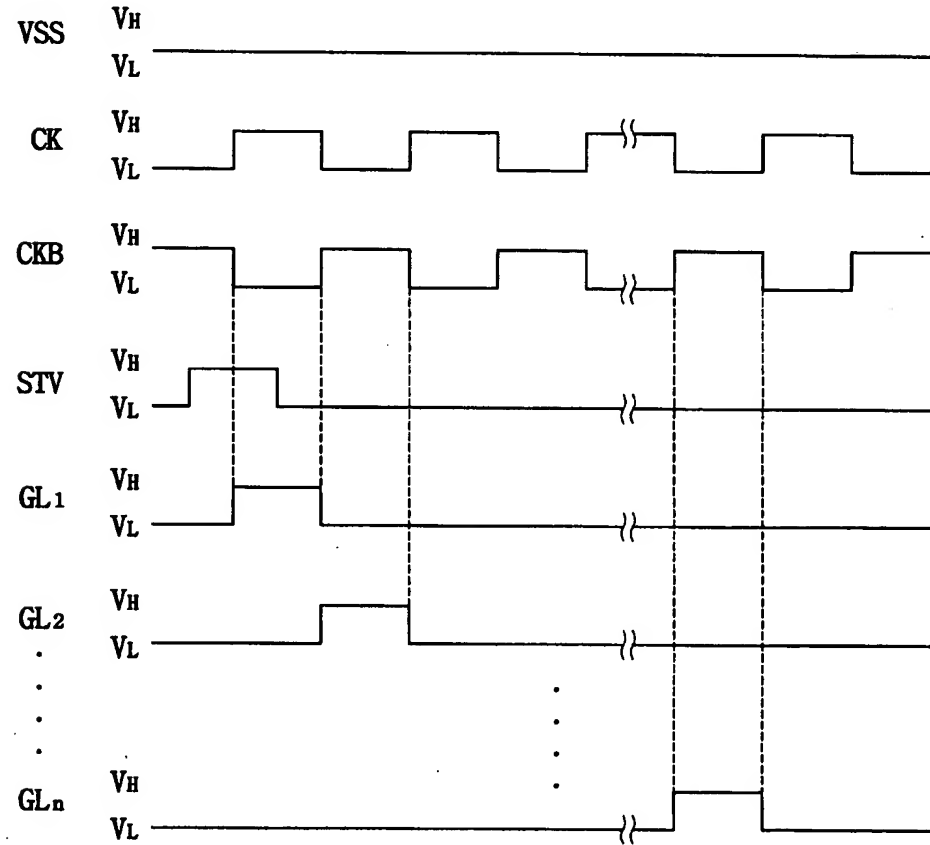 VSS VH
VL
CK VH
VL
CKB VH
VL
STV VH
VL
GL1 VH
VL
GL2 VH
VL
GLn VH
VL